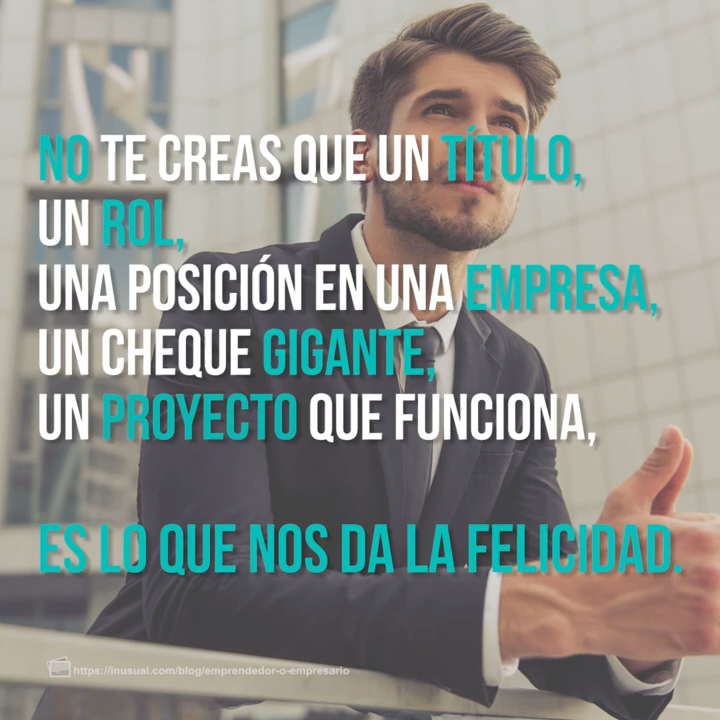 NO TE CREAS QUE UN TÍTULO,
UN ROL,
UNA POSICIÓN EN UNA EMPRESA,
UN CHEQUE GIGANTE,
UN PROYECTO QUE FUNCIONA,
ES LO QUE NOS DA LA FELICIDAD.
https://inusual.com/blog/emprendedor-o-empresario